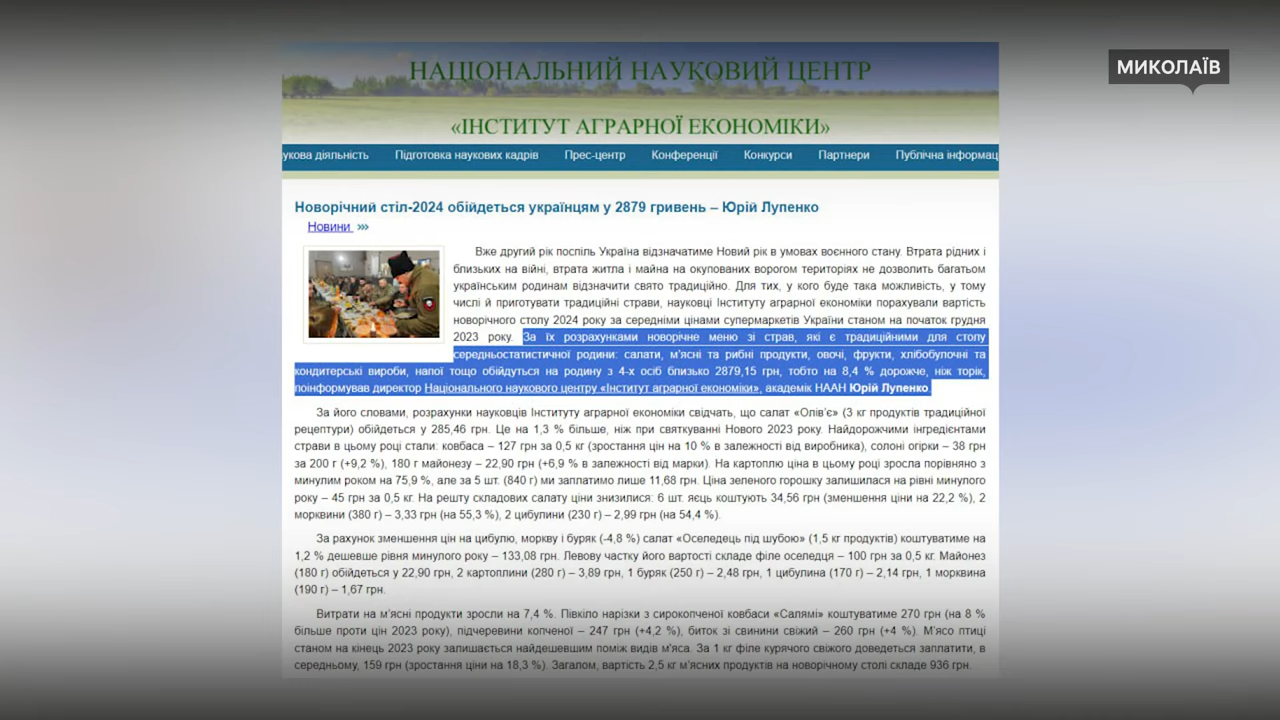 НАЦІОНАЛЬНИЙ НАУКОВИЙ ЦЕНТР
МИКОЛАЇВ
«ІНСТИТУТ АГРАРНОЇ ЕКОНОМІКИ»
укова діяльність Підготовка наукових кадрів Прес-центр Конференції Конкурси Партнери Публічна інформац
Новорічний стіл-2024 обійдеться українцям у 2879 гривень – Юрій Лупенко
Новини »»
Вже другий рік поспіль Україна відзначатиме Новий рік в умовах воєнного стану. Втрата рідних і
близьких на війні, втрата житла і майна на окупованих ворогом територіях не дозволить багатьом
українським родинам відзначити свято традиційно. Для тих, у кого буде така можливість, у тому
числі й приготувати традиційні страви, науковці Інституту аграрної економіки порахували вартість
новорічного столу 2024 року за середніми цінами супермаркетів України станом на початок грудня
2023 року. За їх розрахунками новорічне меню зі страв, які є традиційними для столу
середньостатистичної родини: салати, м'ясні та рибні продукти, овочі, фрукти, хлібобулочні та
кондитерські вироби, напої тощо обійдуться на родину з 4-х осіб близько 2879,15 грн, тобто на 8,4 % дорожче, ніж торік,
поінформував директор Національного наукового центру «Інститут аграрної економіки», академік НААН Юрій Лупенко.
За його словами, розрахунки науковців Інституту аграрної економіки свідчать, що салат «Олів'є» (3 кг продуктів традиційної
рецептури) обійдеться у 285,46 грн. Це на 1,3 % більше, ніж при святкуванні Нового 2023 року. Найдорожчими інгредієнтами
страви в цьому році стали: ковбаса – 127 грн за 0,5 кг (зростання цін на 10 % в залежності від виробника), солоні огірки – 38 грн
за 200 г (+9,2 %), 180 г майонезу – 22,90 грн (+6,9 % в залежності від марки). На картоплю ціна в цьому році зросла порівняно з
минулим роком на 75,9 %, але за 5 шт. (840 г) ми заплатимо лише 11,68 грн. Ціна зеленого горошку залишилася на рівні минулого
року – 45 грн за 0,5 кг. На решту складових салату ціни знизилися: 6 шт. яєць коштують 34,56 грн (зменшення ціни на 22,2 %), 2
морквини (380 г) – 3,33 грн (на 55,3 %), 2 цибулини (230 г) – 2,99 грн (на 54,4 %).
За рахунок зменшення цін на цибулю, моркву і буряк (-4,8 %) салат «Оселедець під шубою» (1,5 кг продуктів) коштуватиме на
1,2 % дешевше рівня минулого року – 133,08 грн. Левову частку його вартості складе філе оселедця – 100 грн за 0,5 кг. Майонез
(180 г) обійдеться у 22,90 грн, 2 картоплини (280 г) – 3,89 грн, 1 буряк (250 г) – 2,48 грн, 1 цибулина (170 г) – 2,14 грн, 1 морквина
(190 г) – 1,67 грн.
Витрати на м'ясні продукти зросли на 7,4 %. Півкіло нарізки з сирокопченої ковбаси «Салямі» коштуватиме 270 грн (на 8 %
більше проти цін 2023 року), підчеревини копченої – 247 грн (+4,2 %), биток зі свинини свіжий – 260 грн (+4 %). М'ясо птиці
станом на кінець 2023 року залишається найдешевшим поміж видів м'яса. За 1 кг філе курячого свіжого доведеться заплатити, в
середньому, 159 грн (зростання ціни на 18,3 %). Загалом, вартість 2,5 кг м'ясних продуктів на новорічному столі складе 936 грн.